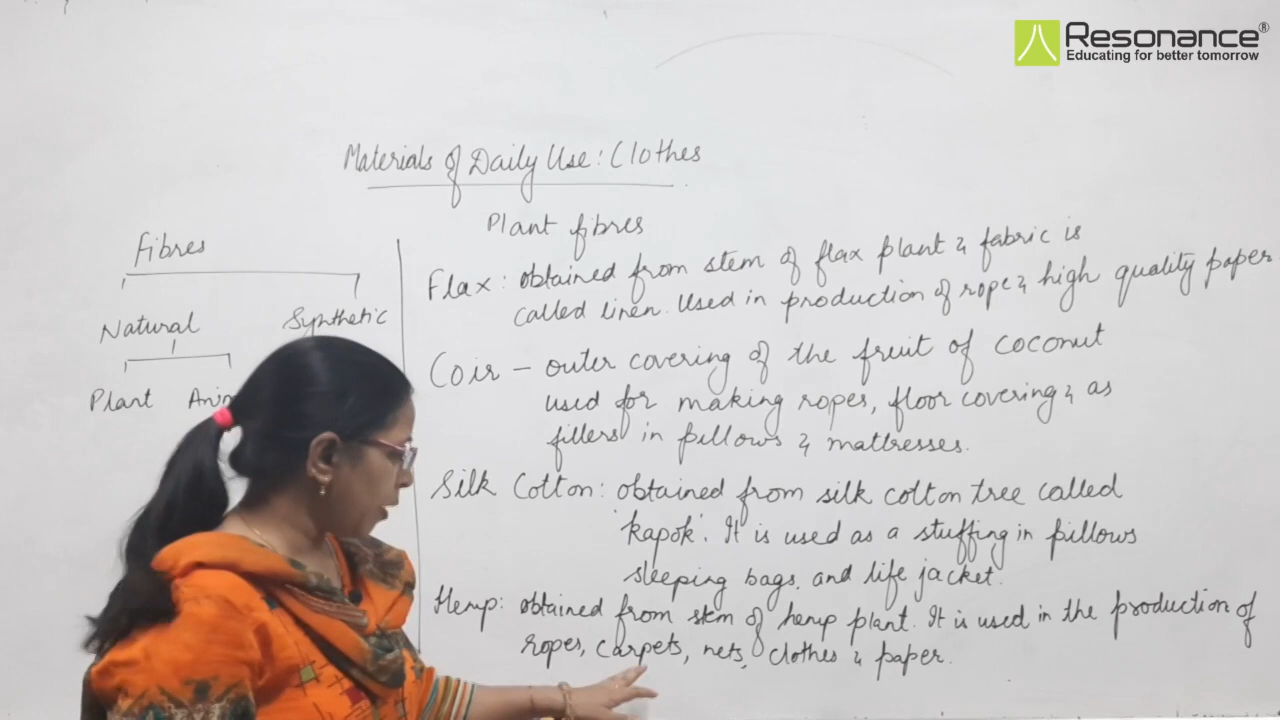 Resonance®
Educating for better tomorrow
Materials of Daily Use: Clothes
Fibres
Natural
Synthetic
Plant
Plant fibres
Flax: obtained from stem of flax plant & fabric is
called linen. Used in production of rope & high quality paper
Coir – outer covering of the fruit of coconut
used for making ropes, floor covering & as
fillers in pillows & mattresses.
Silk Cotton: obtained from silk cotton tree called
'kapok'. It is used as a stuffing in pillows
sleeping bags, and life jacket.
Hemp: obtained from stem of hemp plant. It is used in the production of
ropes, carpets, nets, clothes & paper.